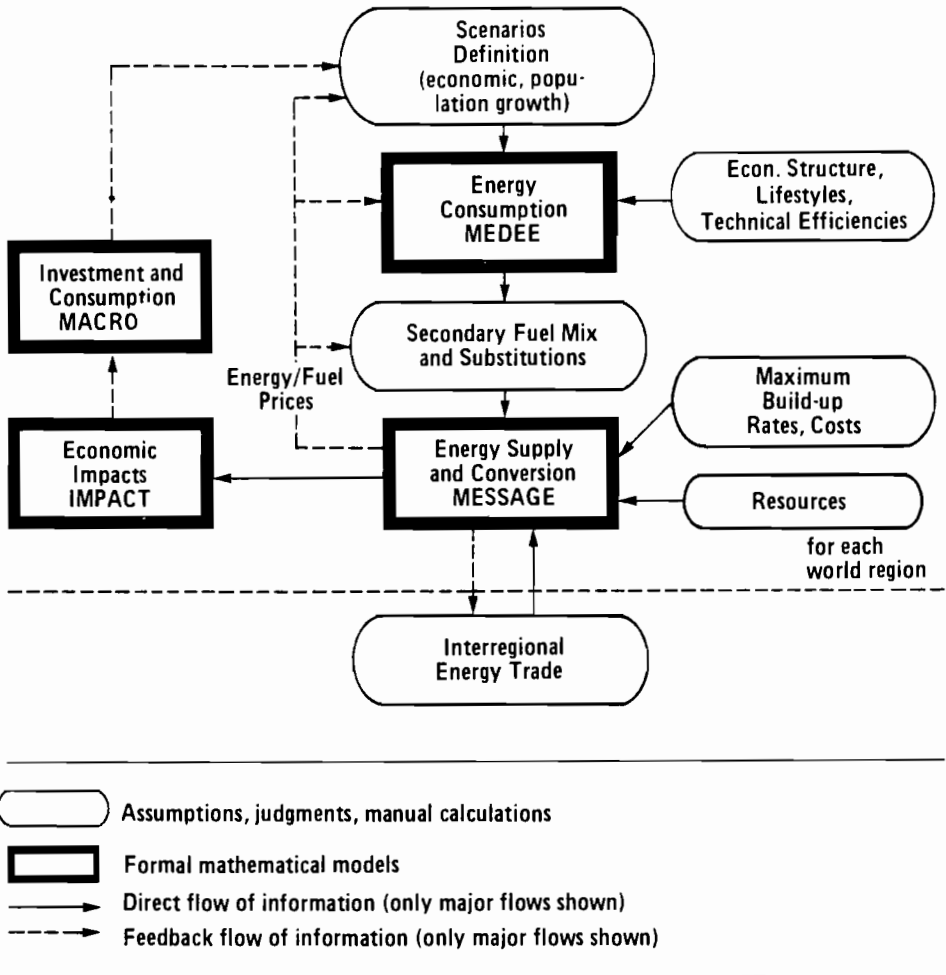 Scenarios
Definition
(economic, popu-
lation growth)
Energy
Consumption
MEDEE
Econ. Structure,
Lifestyles,
Technical Efficiencies
Investment and
Consumption
MACRO
Secondary Fuel Mix
and Substitutions
Energy/Fuel
Prices
Maximum
Build-up
Rates, Costs
Economic
Impacts
IMPACT
Energy Supply
and Conversion
MESSAGE
Resources
for each
world region
Interregional
Energy Trade
Assumptions, judgments, manual calculations
Formal mathematical models
Direct flow of information (only major flows shown)
Feedback flow of information (only major flows shown)